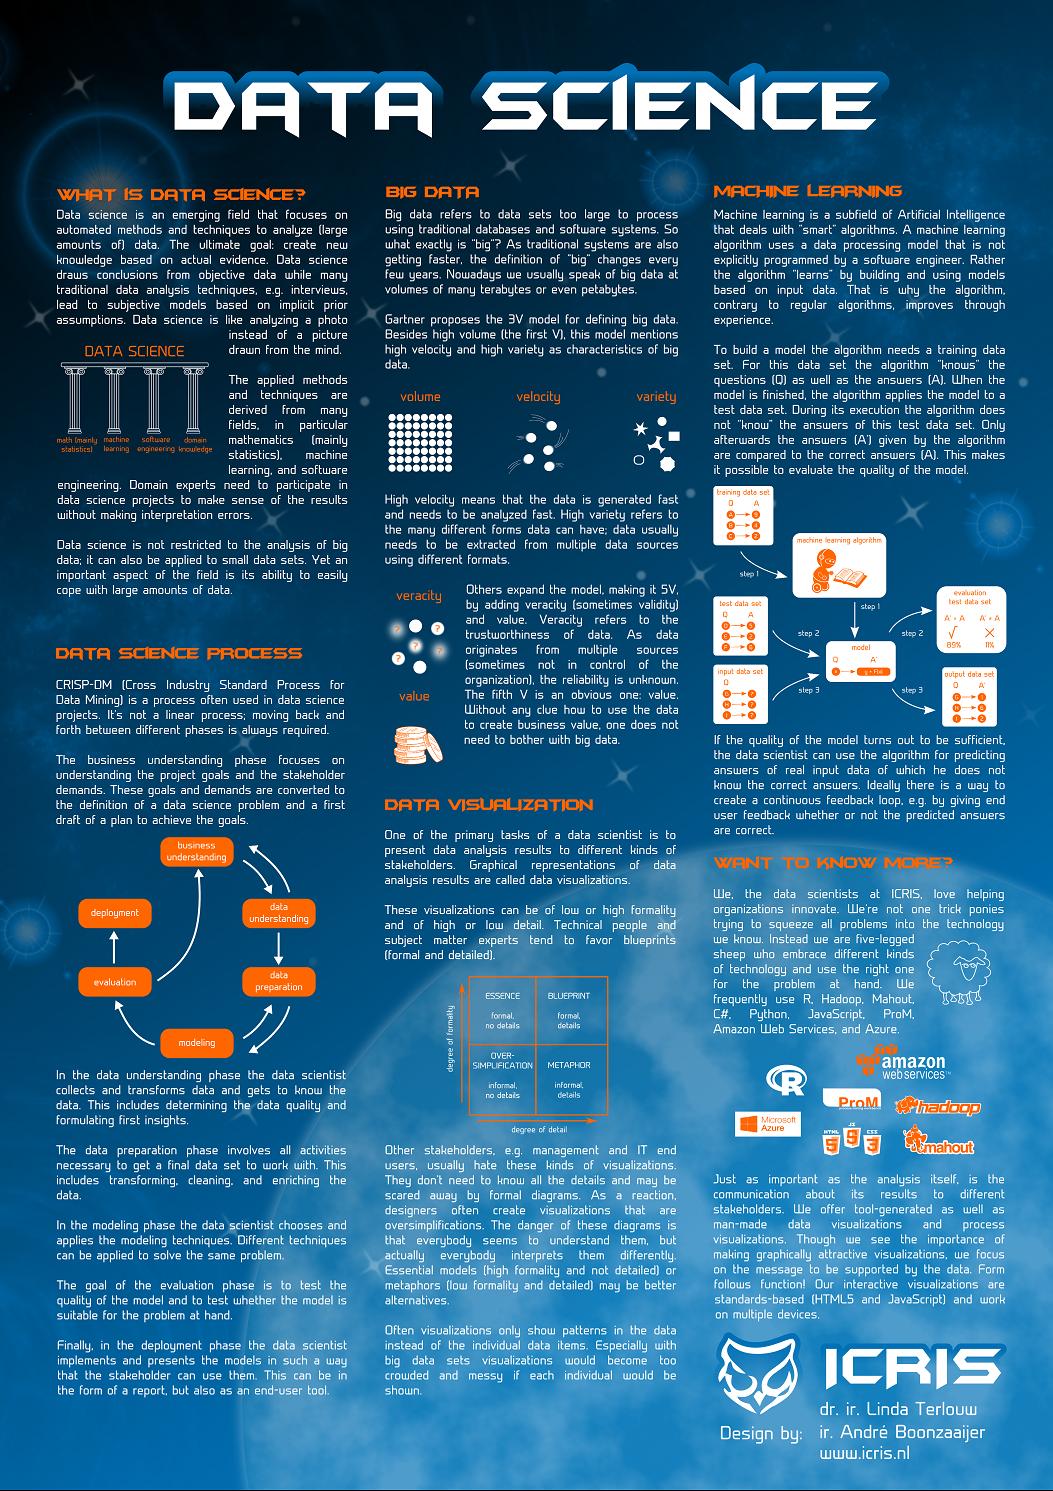 DATA SCIENCE
WHAT IS DATA SCIENCE?
Data science is an emerging field that focuses on
automated methods and techniques to analyze (large
amounts of) data. The ultimate goal: create new
knowledge based on actual evidence. Data science
draws conclusions from objective data while many
traditional data analysis techniques, e.g. interviews,
lead to subjective models based on implicit prior
assumptions. Data science is like analyzing a photo
instead of a picture
drawn from the mind.
DATA SCIENCE
math (mainly
statistics)
machine
learning
software
engineering
domain
knowledge
The applied methods
and techniques are
derived from many
fields, in particular
mathematics (mainly
statistics), machine
learning, and software
engineering. Domain experts need to participate in
data science projects to make sense of the results
without making interpretation errors.
Data science is not restricted to the analysis of big
data; it can also be applied to small data sets. Yet an
important aspect of the field is its ability to easily
cope with large amounts of data.
DATA SCIENCE PROCESS
CRISP-DM (Cross Industry Standard Process for
Data Mining) is a process often used in data science
projects. It's not a linear process; moving back and
forth between different phases is always required.
The business understanding phase focuses on
understanding the project goals and the stakeholder
demands. These goals and demands are converted to
the definition of a data science problem and a first
draft of a plan to achieve the goals.
business
understanding
deployment
data
understanding
evaluation
data
preparation
modeling
In the data understanding phase the data scientist
collects and transforms data and gets to know the
data. This includes determining the data quality and
formulating first insights.
The data preparation phase involves all activities
necessary to get a final data set to work with. This
includes transforming, cleaning, and enriching the
data.
In the modeling phase the data scientist chooses and
applies the modeling techniques. Different techniques
can be applied to solve the same problem.
The goal of the evaluation phase is to test the
quality of the model and to test whether the model is
suitable for the problem at hand.
Finally, in the deployment phase the data scientist
implements and presents the models in such a way
that the stakeholder can use them. This can be in
the form of a report, but also as an end-user tool.
BIG DATA
Big data refers to data sets too large to process
using traditional databases and software systems. So
what exactly is "big"? As traditional systems are also
getting faster, the definition of "big" changes every
few years. Nowadays we usually speak of big data at
volumes of many terabytes or even petabytes.
Gartner proposes the 3V model for defining big data.
Besides high volume (the first V), this model mentions
high velocity and high variety as characteristics of big
data.
volume velocity variety
High velocity means that the data is generated fast
and needs to be analyzed fast. High variety refers to
the many different forms data can have; data usually
needs to be extracted from multiple data sources
using different formats.
veracity
? ? ? ? ?
value
Others expand the model, making it 5V,
by adding veracity (sometimes validity)
and value. Veracity refers to the
trustworthiness of data. As data
originates from multiple sources
(sometimes not in control of the
organization), the reliability is unknown.
The fifth V is an obvious one: value.
Without any clue how to use the data
to create business value, one does not
need to bother with big data.
DATA VISUALIZATION
One of the primary tasks of a data scientist is to
present data analysis results to different kinds of
stakeholders. Graphical representations of data
analysis results are called data visualizations.
These visualizations can be of low or high formality
and of high or low detail. Technical people and
subject matter experts tend to favor blueprints
(formal and detailed).
degree of formality
ESSENCE
formal,
no details
BLUEPRINT
formal,
details
OVER-
SIMPLIFICATION
informal,
no details
METAPHOR
informal,
details
degree of detail
Other stakeholders, e.g. management and IT end
users, usually hate these kinds of visualizations.
They don't need to know all the details and may be
scared away by formal diagrams. As a reaction,
designers often create visualizations that are
oversimplifications. The danger of these diagrams is
that everybody seems to understand them, but
actually everybody interprets them differently.
Essential models (high formality and not detailed) or
metaphors (low formality and detailed) may be better
alternatives.
Often visualizations only show patterns in the data
instead of the individual data items. Especially with
big data sets visualizations would become too
crowded and messy if each individual would be
shown.
MACHINE LEARNING
Machine learning is a subfield of Artificial Intelligence
that deals with "smart" algorithms. A machine learning
algorithm uses a data processing model that is not
explicitly programmed by a software engineer. Rather
the algorithm "learns" by building and using models
based on input data. That is why the algorithm,
contrary to regular algorithms, improves through
experience.
To build a model the algorithm needs a training data
set. For this data set the algorithm "knows" the
questions (Q) as well as the answers (A). When the
model is finished, the algorithm applies the model to a
test data set. During its execution the algorithm does
not "know" the answers of this test data set. Only
afterwards the answers (A') given by the algorithm
are compared to the correct answers (A). This makes
it possible to evaluate the quality of the model.
training data set
Q A
machine learning algorithm
step 1
step 1
test data set
Q A
step 2
step 2
evaluation
test data set
A' = A A' ≠ A
89% 11%
model
Q A'
input data set
Q
step 3
step 3
output data set
Q A'
If the quality of the model turns out to be sufficient,
the data scientist can use the algorithm for predicting
answers of real input data of which he does not
know the correct answers. Ideally there is a way to
create a continuous feedback loop, e.g. by giving end
user feedback whether or not the predicted answers
are correct.
WANT TO KNOW MORE?
We, the data scientists at ICRIS, love helping
organizations innovate. We're not one trick ponies
trying to squeeze all problems into the technology
we know. Instead we are five-legged
sheep who embrace different kinds
of technology and use the right one
for the problem at hand. We
frequently use R, Hadoop, Mahout,
C#, Python, JavaScript, ProM,
Amazon Web Services, and Azure.
amazon
web services™
R
ProM
hadoop
Microsoft
Azure
HTML JS CSS
5 5 3
mahout
Just as important as the analysis itself, is the
communication about its results to different
stakeholders. We offer tool-generated as well as
man-made data visualizations and process
visualizations. Though we see the importance of
making graphically attractive visualizations, we focus
on the message to be supported by the data. Form
follows function! Our interactive visualizations are
standards-based (HTML5 and JavaScript) and work
on multiple devices.
ICRIS
Design by:
dr. ir. Linda Terlouw
ir. André Boonzaaijer
www.icris.nl